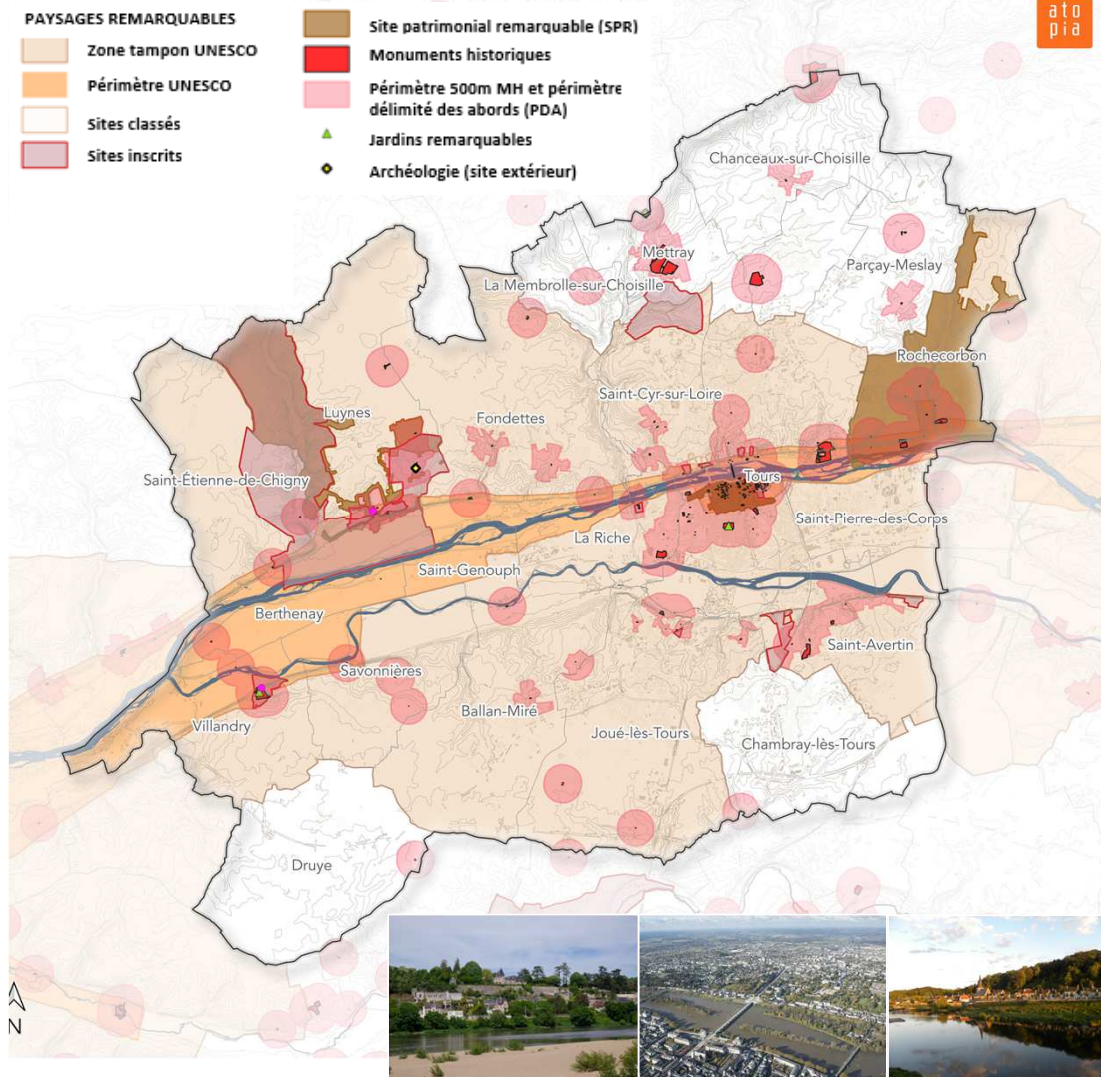 PAYSAGES REMARQUABLES
Zone tampon UNESCO
Périmètre UNESCO
Sites classés
Sites inscrits
Site patrimonial remarquable (SPR)
Monuments historiques
Périmètre 500m MH et périmètre
délimité des abords (PDA)
Jardins remarquables
Archéologie (site extérieur)
ato
pia
Chanceaux-sur-Choisille
Mettray
La Membrolle-sur-Choisille
Parçay-Meslay
Rochecorbon
Saint-Cyr-sur-Loire
Luynes
Fondettes
Saint-Étienne-de-Chigny
Tours
Saint-Pierre-des-Corps
La Riche
Saint-Genouph
Berthenay
Saint-Avertin
Savonnières
Ballan-Miré
Villandry
Joué-lès-Tours
Chambray-lès-Tours
Druye
N